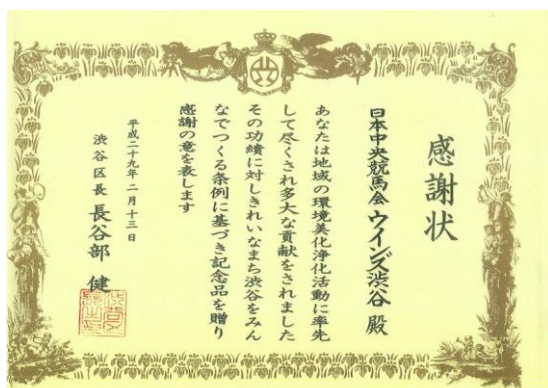 感謝状
日本中央競馬会 ウインズ渋谷 殿
あなたは地域の環境美化浄化活動に率先
して尽くされ多大な貢献をされました
その功績に対しきれいなまち渋谷をみん
なでつくる条例に基づき記念品を贈り
感謝の意を表します
平成二十九年二月十三日
渋谷区長 長谷部 健